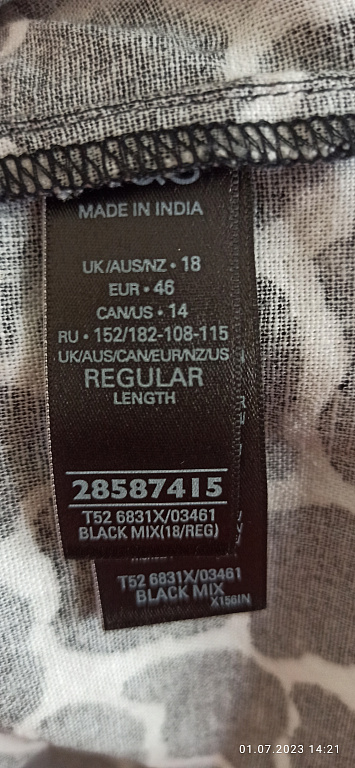 MADE IN INDIA
UK/AUS/NZ • 18
EUR • 46
CAN/US • 14
RU • 152/182-108-115
UK/AUS/CAN/EUR/NZ/US
REGULAR
LENGTH
28587415
T52 6831X/03461
BLACK MIX(18/REG)
T52 6831X/03461
BLACK MIX
X156IN
01.07.2023 14:21